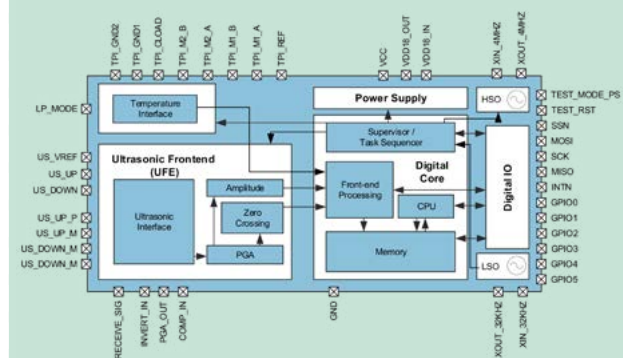 TPI_GND2
TPI_GND1
TPI_CLOAD
TPI_M2_B
TPI_M2_A
TPI_M1_B
TPI_M1_A
TPI_REF
VCC
VDD18_OUT
VDD18_IN
XIN_4MHZ
XOUT_4MHZ
LP_MODE
US_VREF
US_UP
US_DOWN
US_UP_P
US_UP_M
US_DOWN_M
US_DOWN_M
Temperature
Interface
Ultrasonic Frontend
(UFE)
Ultrasonic
Interface
Amplitude
Zero
Crossing
PGA
Power Supply
Supervisor /
Task Sequencer
Digital
Core
Front-end
Processing
CPU
Memory
HSO
Digital IO
LSO
TEST_MODE_PS
TEST_RST
SSN
MOSI
SCK
MISO
INTN
GPIO0
GPIO1
GPIO2
GPIO3
GPIO4
GPIO5
RECEIVE_SIG
INVERT_IN
PGA_OUT
COMP_IN
GND
XOUT_32KHZ
XIN_32KHZ